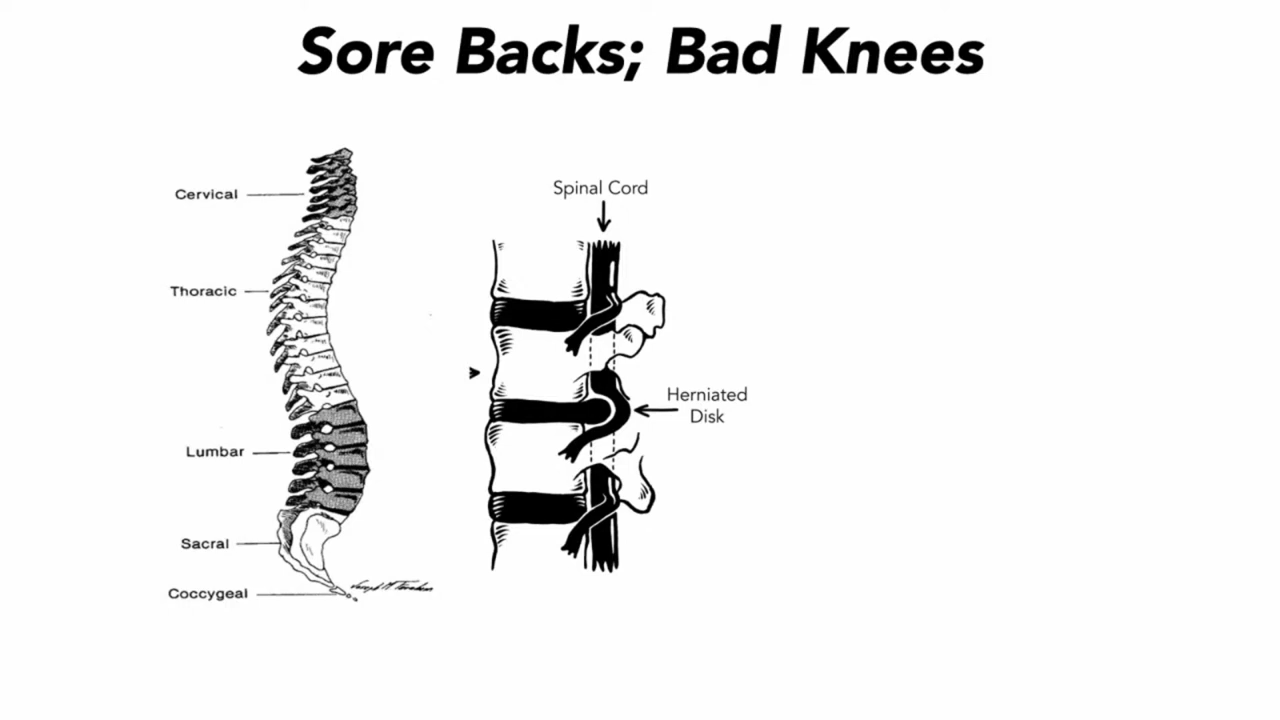 Sore Backs; Bad Knees
Cervical
Thoracic
Lumbar
Sacral
Coccygeal
Spinal Cord
Herniated
Disk